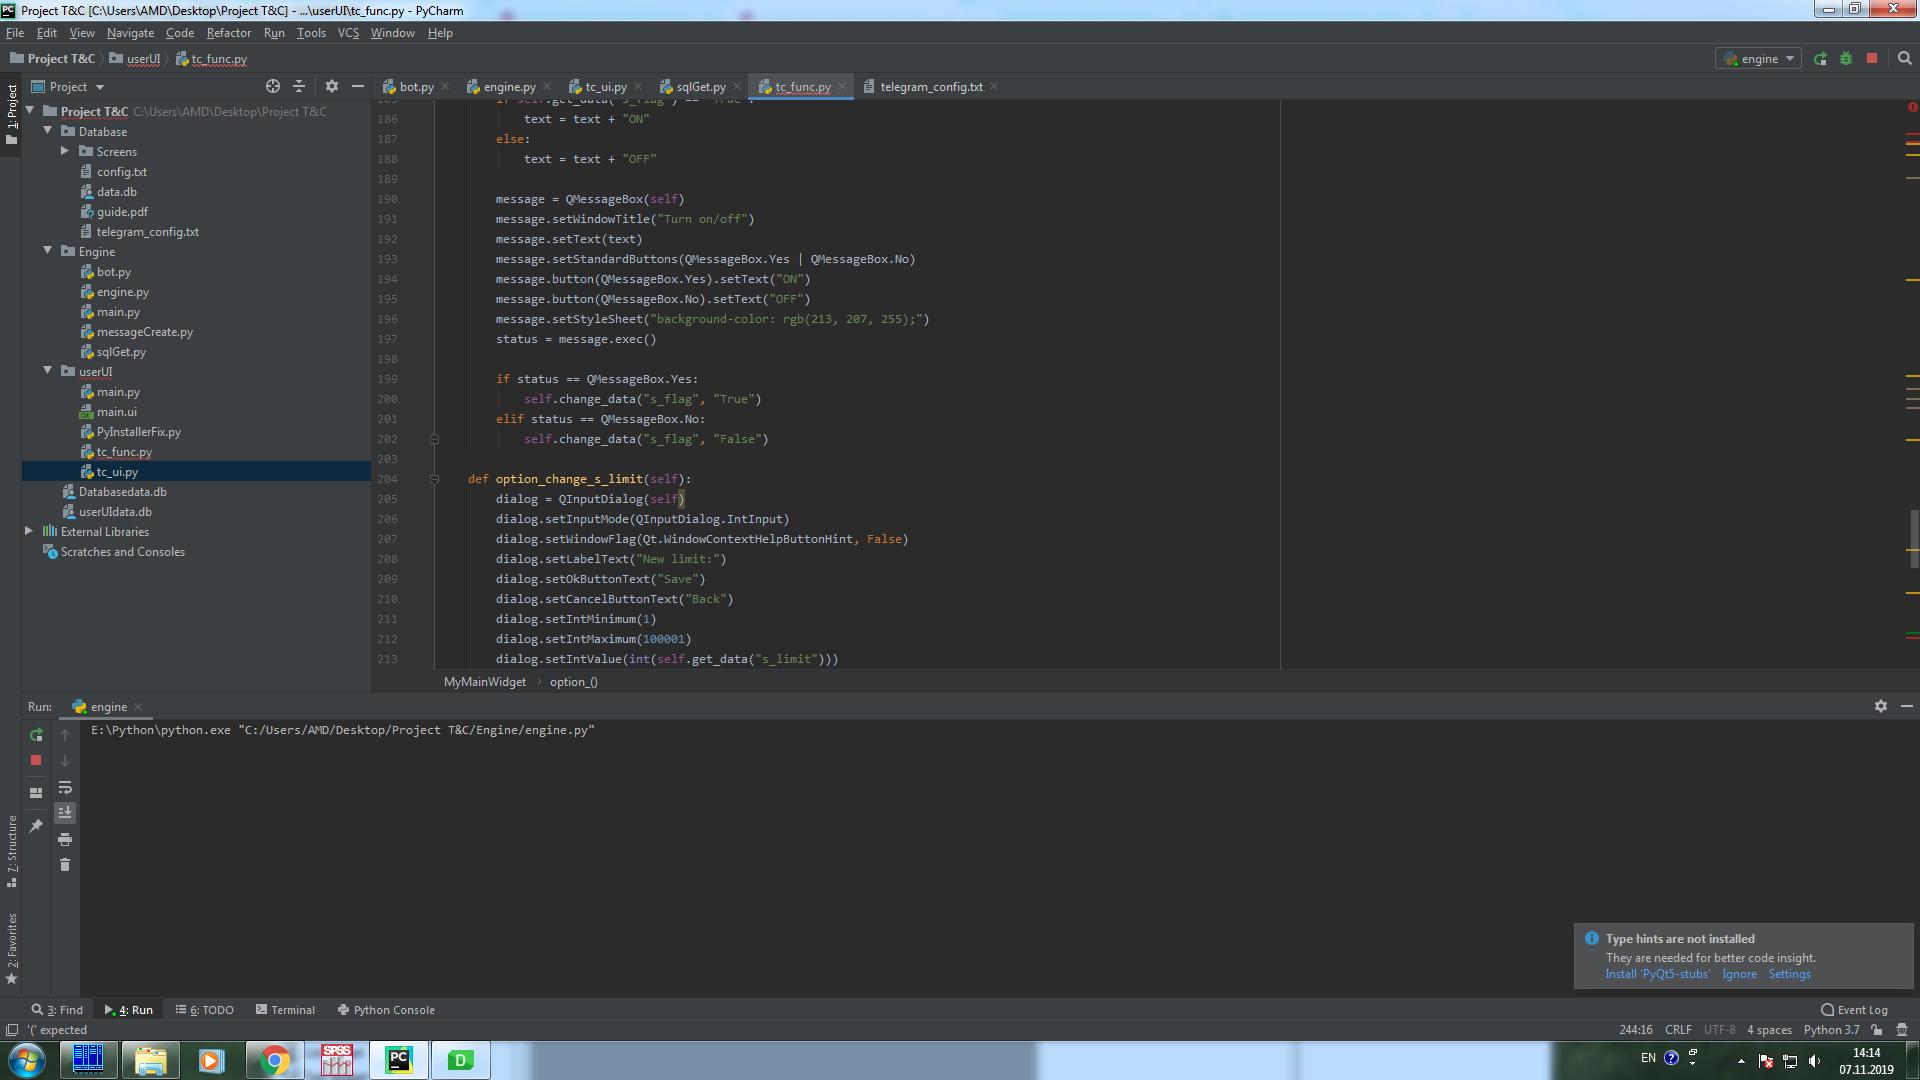 Project T&C [C:\Users\AMD\Desktop\Project T&C] - ...\userUI\tc_func.py - PyCharm
File Edit View Navigate Code Refactor Run Tools VCS Window Help
Project T&C userUI tc_func.py engine
Project bot.py engine.py tc_ui.py sqlGet.py tc_func.py telegram_config.txt
1: Project
Project T&C C:\Users\AMD\Desktop\Project T&C
Database
Screens
config.txt
data.db
guide.pdf
telegram_config.txt
Engine
bot.py
engine.py
main.py
messageCreate.py
sqlGet.py
userUI
main.py
main.ui
PyInstallerFix.py
tc_func.py
tc_ui.py
Databasedata.db
userUIdata.db
External Libraries
Scratches and Consoles
185 if self.get_data("s_flag") == "True":
186 text = text + "ON"
187 else:
188 text = text + "OFF"
189
190 message = QMessageBox(self)
191 message.setWindowTitle("Turn on/off")
192 message.setText(text)
193 message.setStandardButtons(QMessageBox.Yes | QMessageBox.No)
194 message.button(QMessageBox.Yes).setText("ON")
195 message.button(QMessageBox.No).setText("OFF")
196 message.setStyleSheet("background-color: rgb(213, 207, 255);")
197 status = message.exec()
198
199 if status == QMessageBox.Yes:
200 self.change_data("s_flag", "True")
201 elif status == QMessageBox.No:
202 self.change_data("s_flag", "False")
203
204 def option_change_s_limit(self):
205 dialog = QInputDialog(self)
206 dialog.setInputMode(QInputDialog.IntInput)
207 dialog.setWindowFlag(Qt.WindowContextHelpButtonHint, False)
208 dialog.setLabelText("New limit:")
209 dialog.setOkButtonText("Save")
210 dialog.setCancelButtonText("Back")
211 dialog.setIntMinimum(1)
212 dialog.setIntMaximum(100001)
213 dialog.setIntValue(int(self.get_data("s_limit")))
MyMainWidget option_()
Run: engine
E:\Python\python.exe "C:/Users/AMD/Desktop/Project T&C/Engine/engine.py"
7: Structure
2: Favorites
Type hints are not installed
They are needed for better code insight.
Install 'PyQt5-stubs' Ignore Settings
3: Find 4: Run 6: TODO Terminal Python Console Event Log
'(' expected 244:16 CRLF UTF-8 4 spaces Python 3.7
SPSS PC D
EN 14:14
07.11.2019